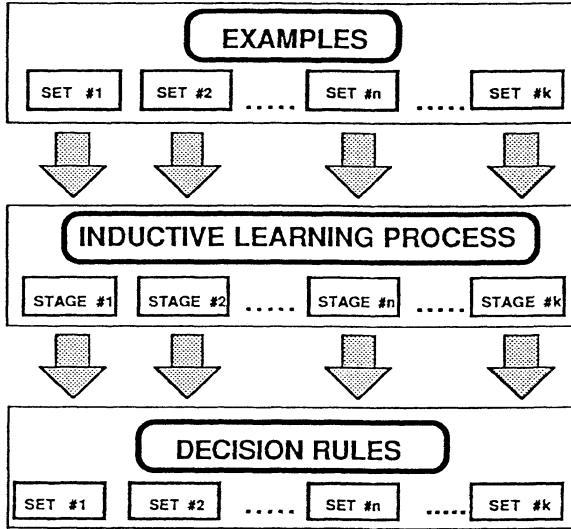 EXAMPLES
SET #1 SET #2 ..... SET #n ..... SET #k
INDUCTIVE LEARNING PROCESS
STAGE #1 STAGE #2 ..... STAGE #n ..... STAGE #k
DECISION RULES
SET #1 SET #2 ..... SET #n ..... SET #k